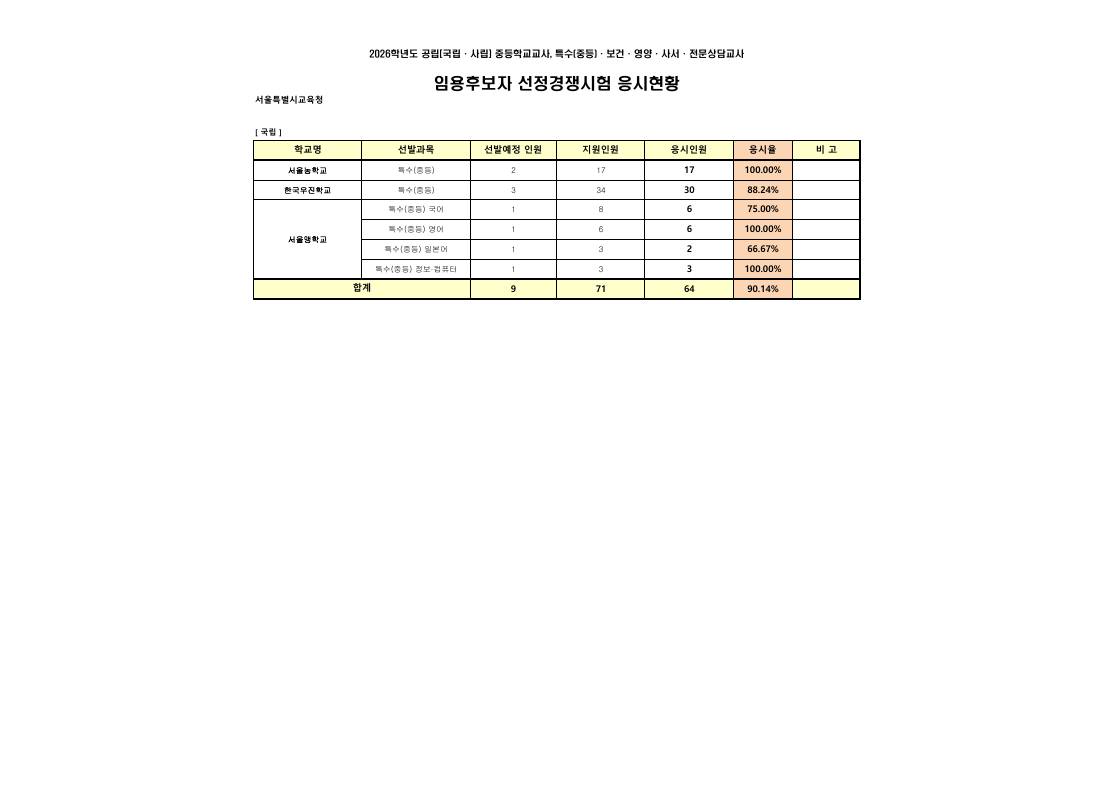 2026학년도 공립(국립 · 사립) 중등학교교사, 특수(중등) · 보건 · 영양 · 사서 · 전문상담교사
임용후보자 선정경쟁시험 응시현황
서울특별시교육청
[ 국립 ]
학교명 선발과목 선발예정 인원 지원인원 응시인원 응시율 비 고
서울농학교 특수(중등) 2 17 17 100.00%
한국우진학교 특수(중등) 3 34 30 88.24%
서울맹학교 특수(중등) 국어 1 8 6 75.00%
특수(중등) 영어 1 6 6 100.00%
특수(중등) 일본어 1 3 2 66.67%
특수(중등) 정보·컴퓨터 1 3 3 100.00%
합계 9 71 64 90.14%